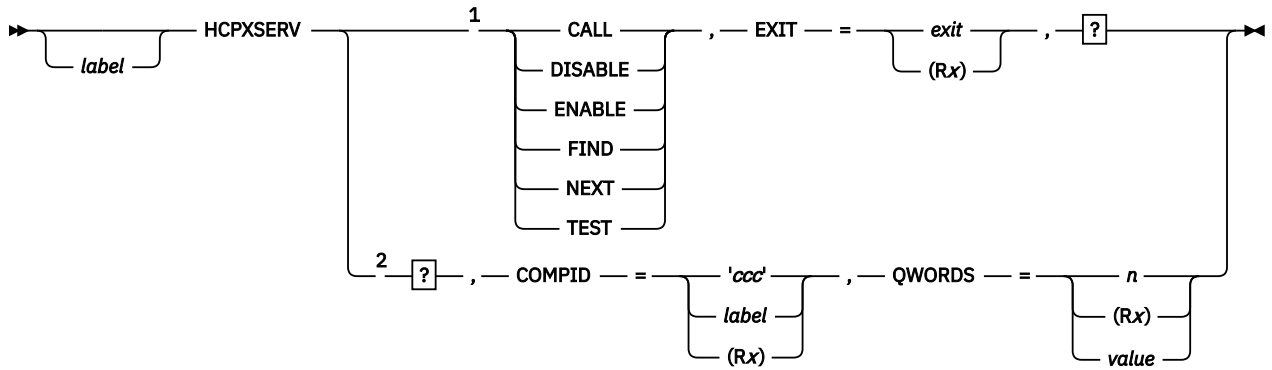 1
HCPXSERV CALL , EXIT = exit , ?
label DISABLE (Rx)
ENABLE
FIND
NEXT
TEST
2
? , COMPID = 'ccc' , QWORDS = n
label (Rx)
(Rx) value